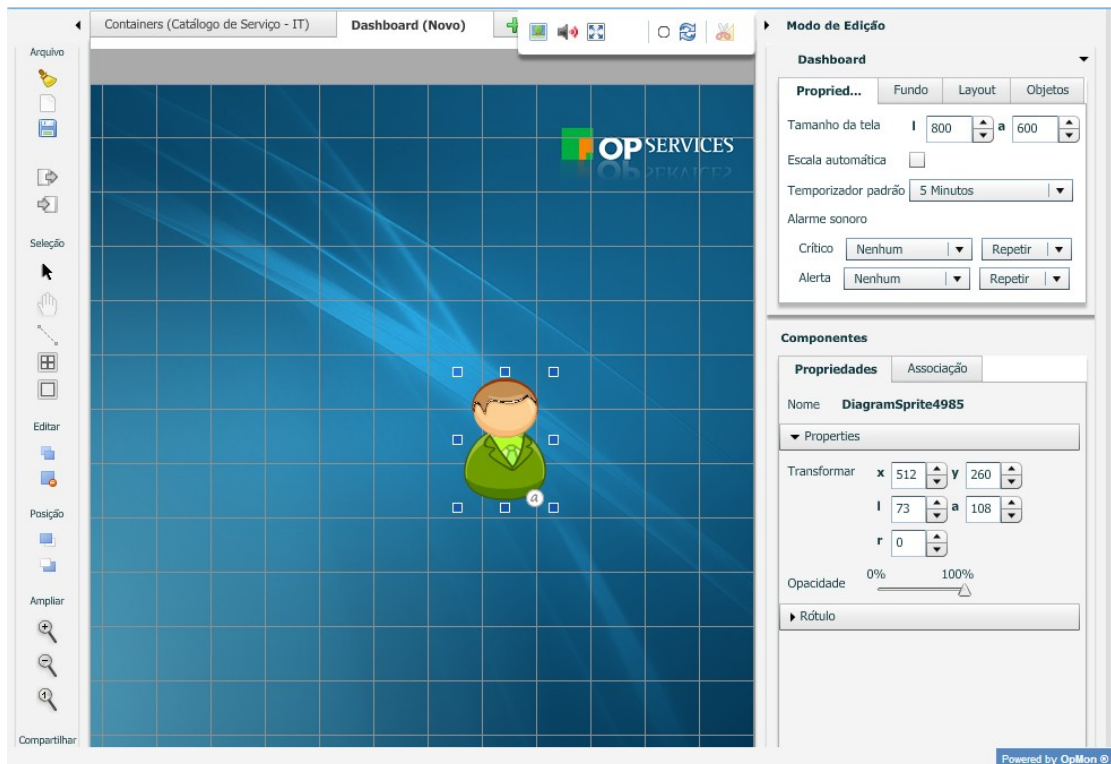 Containers (Catálogo de Serviço - IT)
Dashboard (Novo)
Arquivo
Seleção
Editar
Posição
Ampliar
1
Compartilhar
OPSERVICES
a
Modo de Edição
Dashboard
Propried...
Fundo
Layout
Objetos
Tamanho da tela l 800 a 600
Escala automática
Temporizador padrão 5 Minutos
Alarme sonoro
Crítico Nenhum Repetir
Alerta Nenhum Repetir
Componentes
Propriedades
Associação
Nome DiagramSprite4985
Properties
Transformar x 512 y 260
l 73 a 108
r 0
0% 100%
Opacidade
Rótulo
Powered by OpMon ®